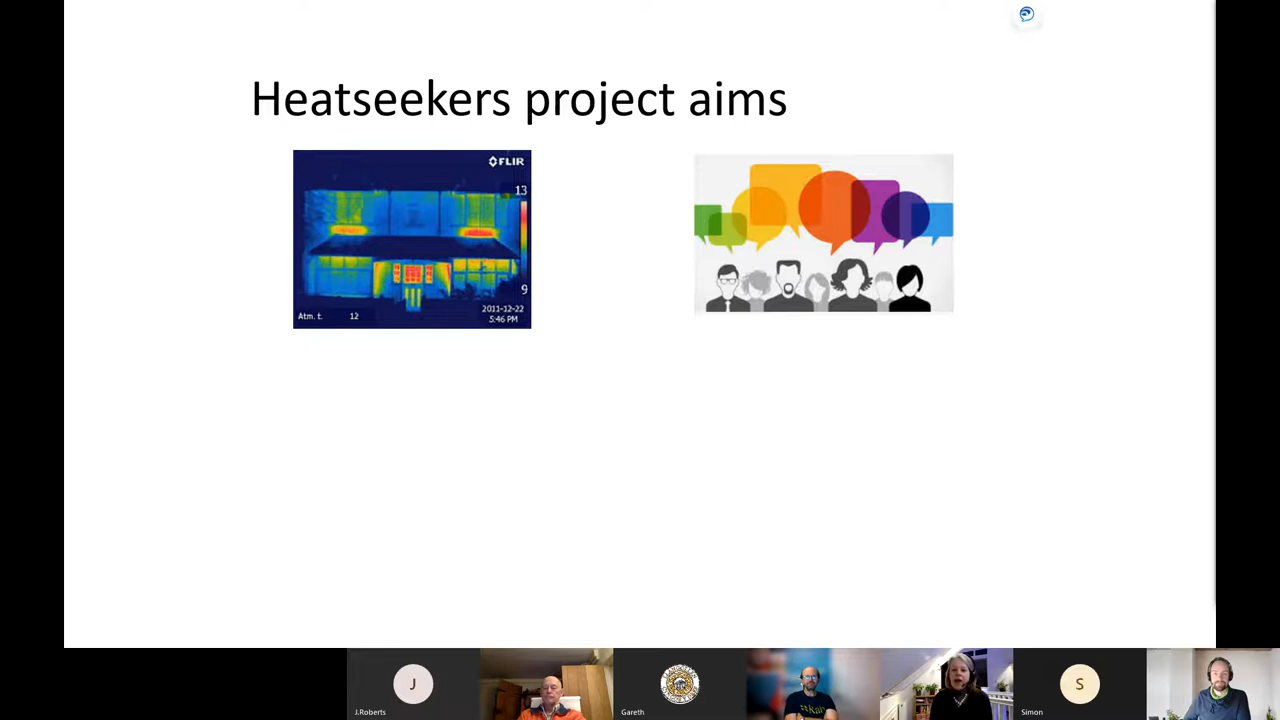 Heatseekers project aims
FLIR
13
9
2011-12-22
Atm. t. 12
5:46 PM
J
S
J.Roberts
Gareth
Simon